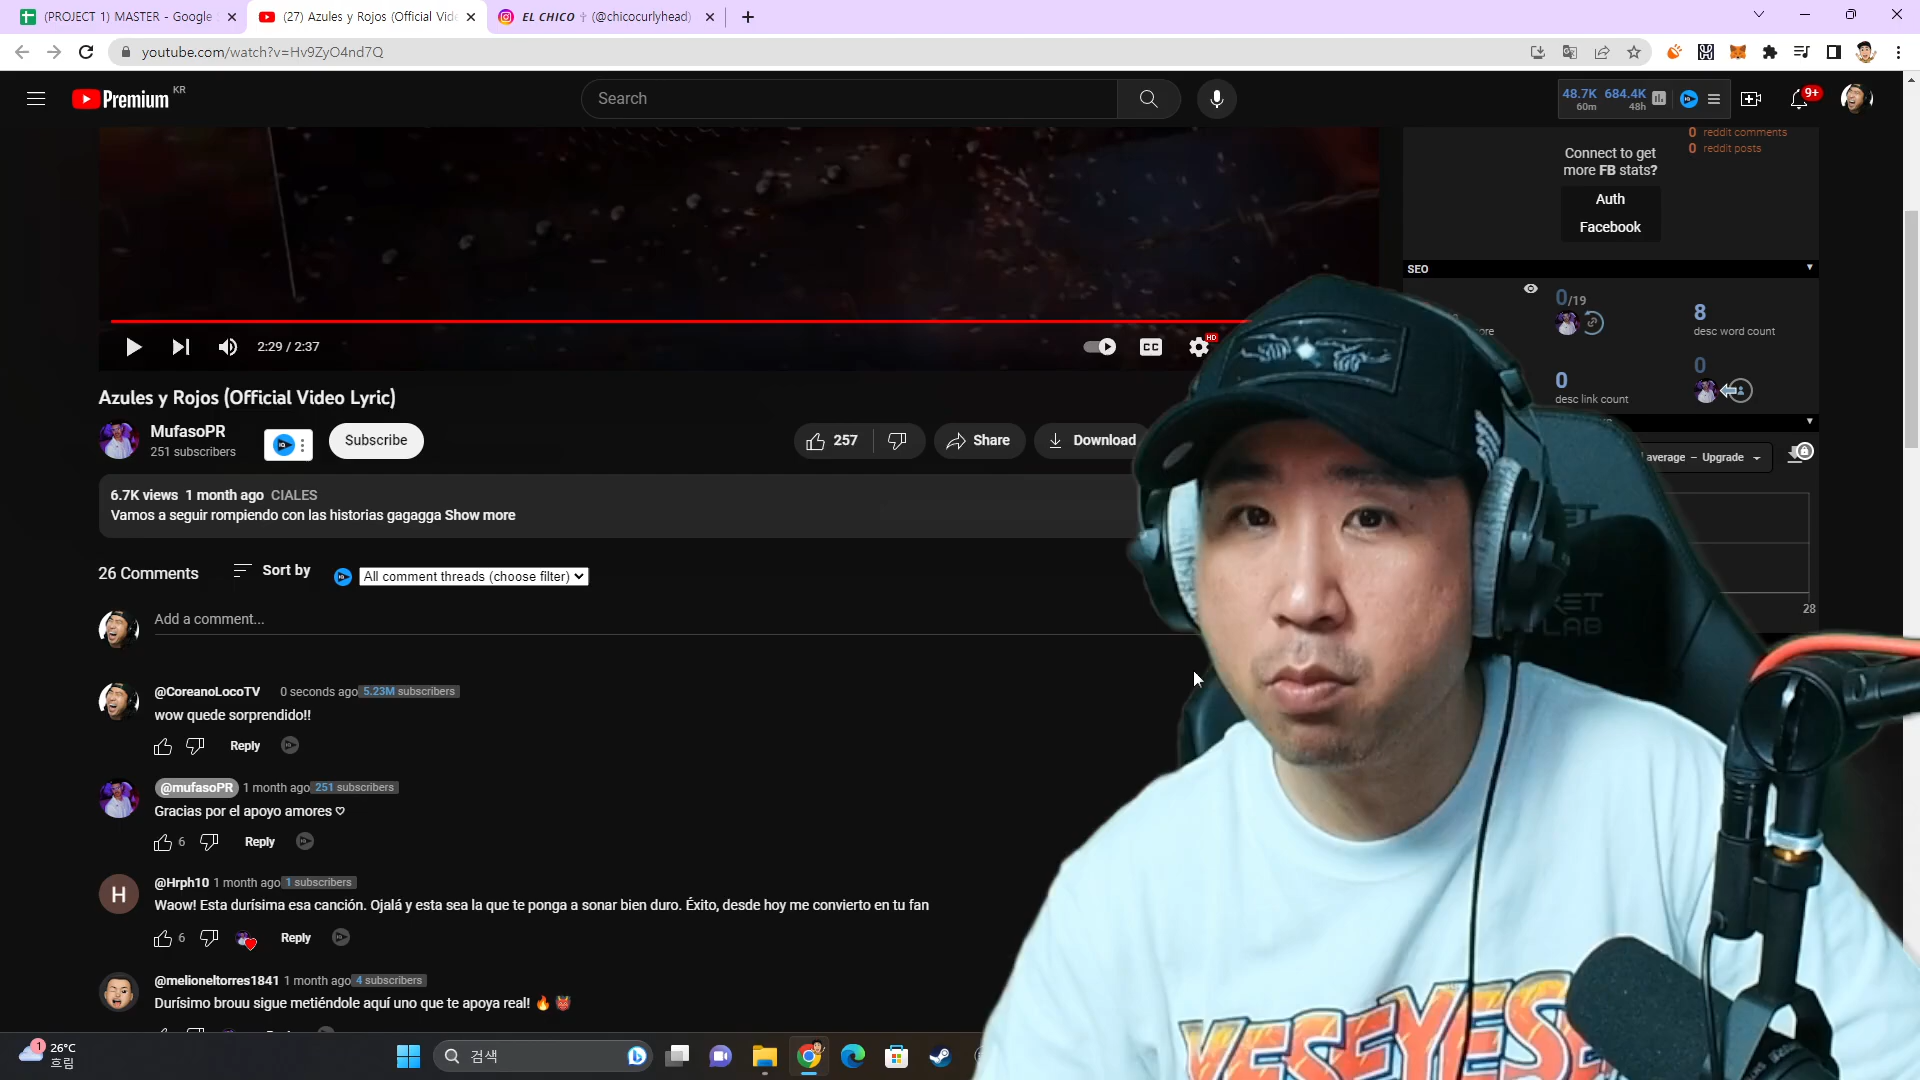 (PROJECT 1) MASTER - Google
(27) Azules y Rojos (Official Vide
EL CHICO ✝ (@chicocurlyhead)
youtube.com/watch?v=Hv9ZyO4nd7Q
Premium KR
Search
48.7K 684.4K
60m 48h
9+
0 reddit comments
0 reddit posts
Connect to get
more FB stats?
Auth
Facebook
SEO
0/19
8
desc word count
0
desc link count
0
average – Upgrade
28
HD
CC
2:29 / 2:37
Azules y Rojos (Official Video Lyric)
MufasoPR
251 subscribers
Subscribe
257
Share
Download
6.7K views 1 month ago CIALES
Vamos a seguir rompiendo con las historias gagagga Show more
26 Comments
Sort by
All comment threads (choose filter)
Add a comment...
@CoreanoLocoTV 0 seconds ago 5.23M subscribers
wow quede sorprendido!!
Reply
@mufasoPR 1 month ago 251 subscribers
Gracias por el apoyo amores ♡
6 Reply
H
@Hrph10 1 month ago 1 subscribers
Waow! Esta durísima esa canción. Ojalá y esta sea la que te ponga a sonar bien duro. Éxito, desde hoy me convierto en tu fan
6 Reply
@melioneltorres1841 1 month ago 4 subscribers
Durísimo brouu sigue metiéndole aquí uno que te apoya real! 🔥 👹
1
26°C
흐림
검색
YESEYES